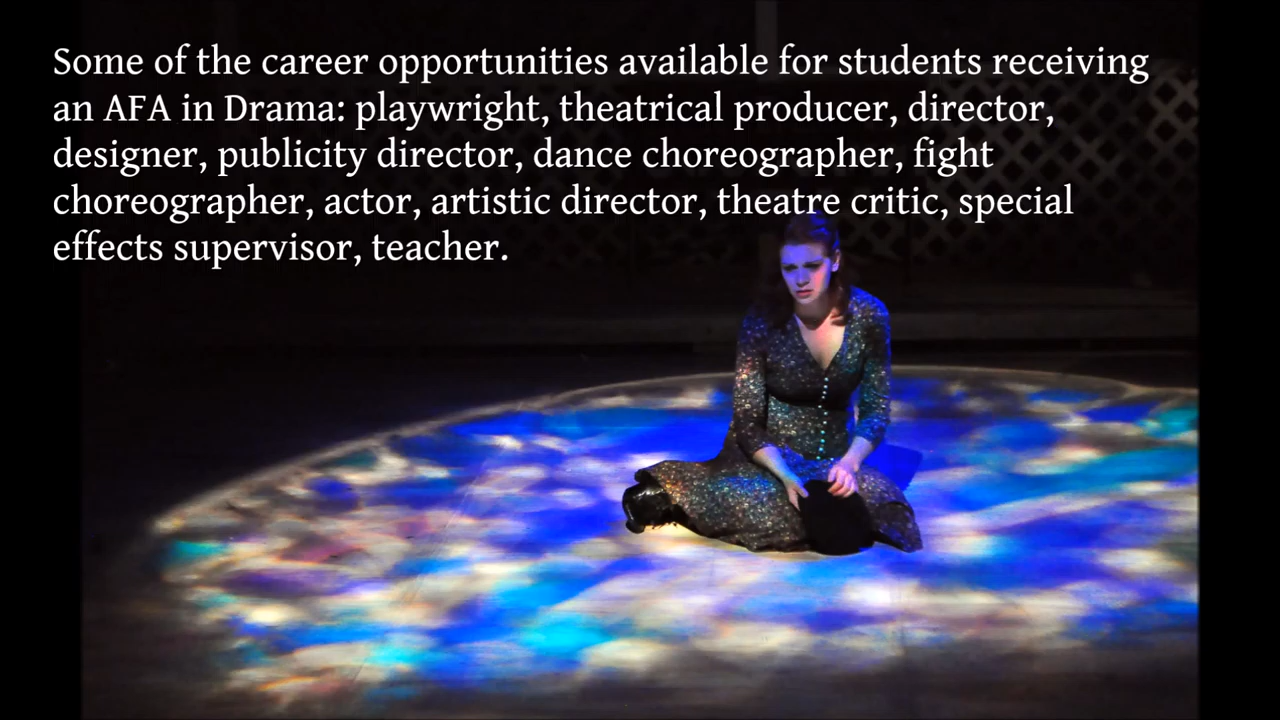 Some of the career opportunities available for students receiving
an AFA in Drama: playwright, theatrical producer, director,
designer, publicity director, dance choreographer, fight
choreographer, actor, artistic director, theatre critic, special
effects supervisor, teacher.